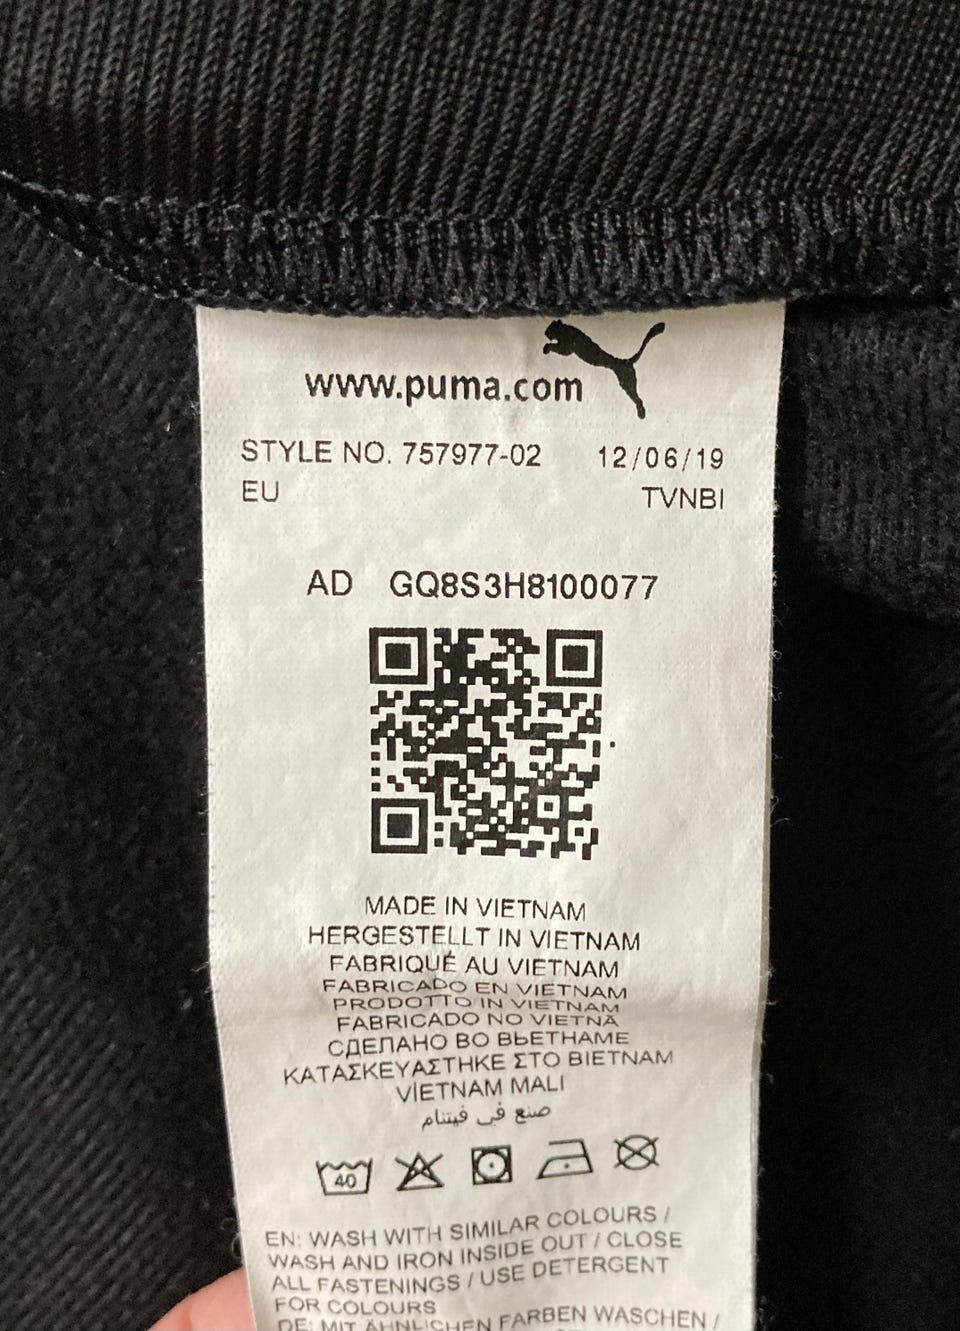 www.puma.com
STYLE NO. 757977-02 12/06/19
EU TVNBI
AD GQ8S3H8100077
MADE IN VIETNAM
HERGESTELLT IN VIETNAM
FABRIQUÉ AU VIETNAM
FABRICADO EN VIETNAM
PRODOTTO IN VIETNAM
FABRICADO NO VIETNÃ
СДЕЛАНО ВО ВЬЕТНАМЕ
ΚΑΤΑΣΚΕΥΑΣΤΗΚΕ ΣΤΟ ΒΙΕΤΝΑΜ
VİETNAM MALI
صنع في فيتنام
40
EN: WASH WITH SIMILAR COLOURS /
WASH AND IRON INSIDE OUT / CLOSE
ALL FASTENINGS / USE DETERGENT
FOR COLOURS
DE: MIT ÄHNLICHEN FARBEN WASCHEN /